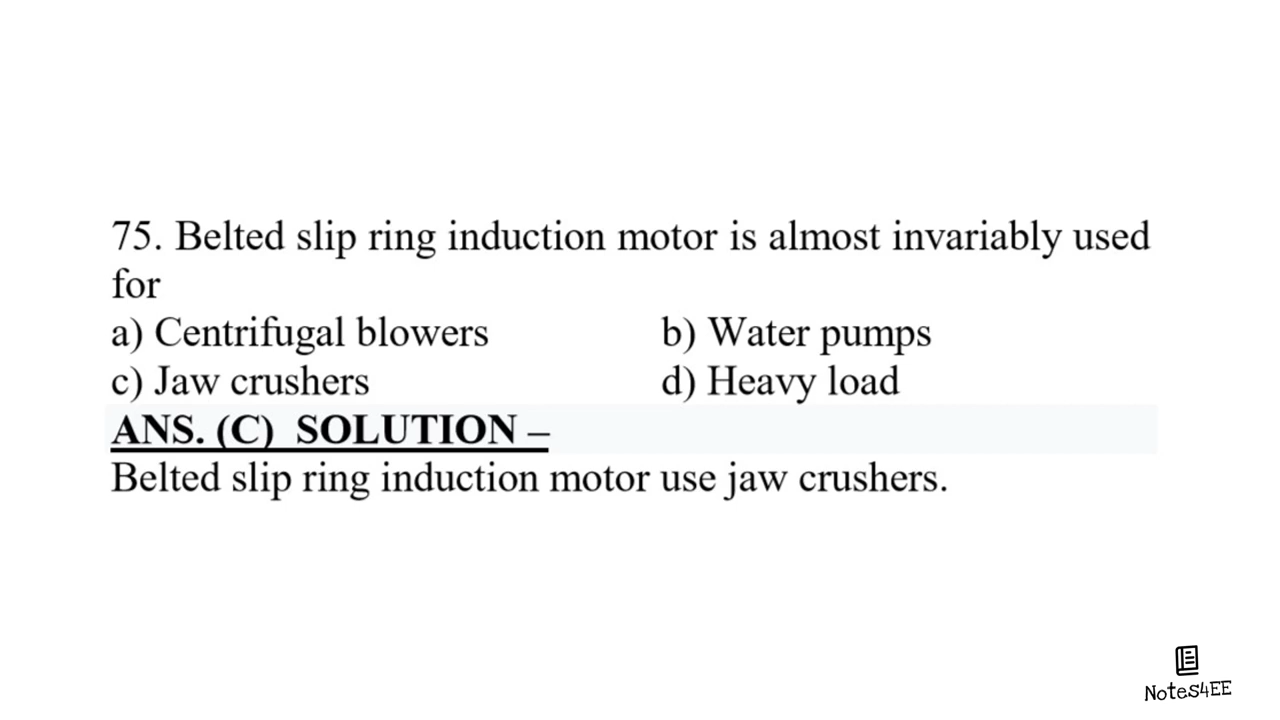 75. Belted slip ring induction motor is almost invariably used
for
a) Centrifugal blowers b) Water pumps
c) Jaw crushers d) Heavy load
ANS. (C) SOLUTION –
Belted slip ring induction motor use jaw crushers.
Notes4EE